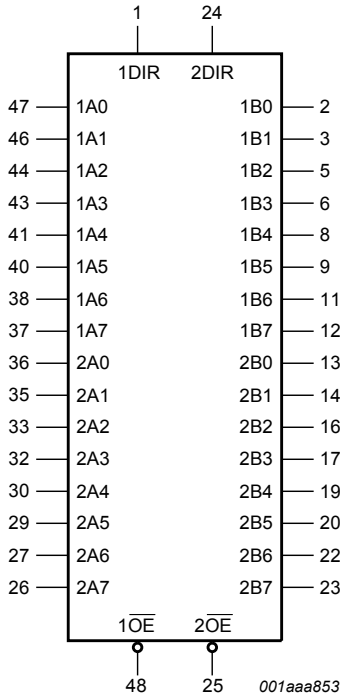 1 24
1DIR 2DIR
47 1A0 1B0 2
46 1A1 1B1 3
44 1A2 1B2 5
43 1A3 1B3 6
41 1A4 1B4 8
40 1A5 1B5 9
38 1A6 1B6 11
37 1A7 1B7 12
36 2A0 2B0 13
35 2A1 2B1 14
33 2A2 2B2 16
32 2A3 2B3 17
30 2A4 2B4 19
29 2A5 2B5 20
27 2A6 2B6 22
26 2A7 2B7 23
1O̅E̅ 2O̅E̅
48 25 001aaa853